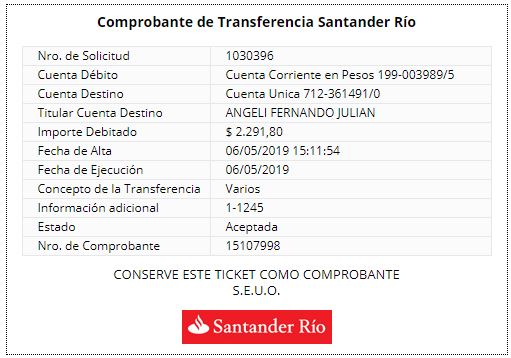 Comprobante de Transferencia Santander Río
Nro. de Solicitud 1030396
Cuenta Débito Cuenta Corriente en Pesos 199-003989/5
Cuenta Destino Cuenta Unica 712-361491/0
Titular Cuenta Destino ANGELI FERNANDO JULIAN
Importe Debitado $ 2.291,80
Fecha de Alta 06/05/2019 15:11:54
Fecha de Ejecución 06/05/2019
Concepto de la Transferencia Varios
Información adicional 1-1245
Estado Aceptada
Nro. de Comprobante 15107998
CONSERVE ESTE TICKET COMO COMPROBANTE
S.E.U.O.
Santander Río